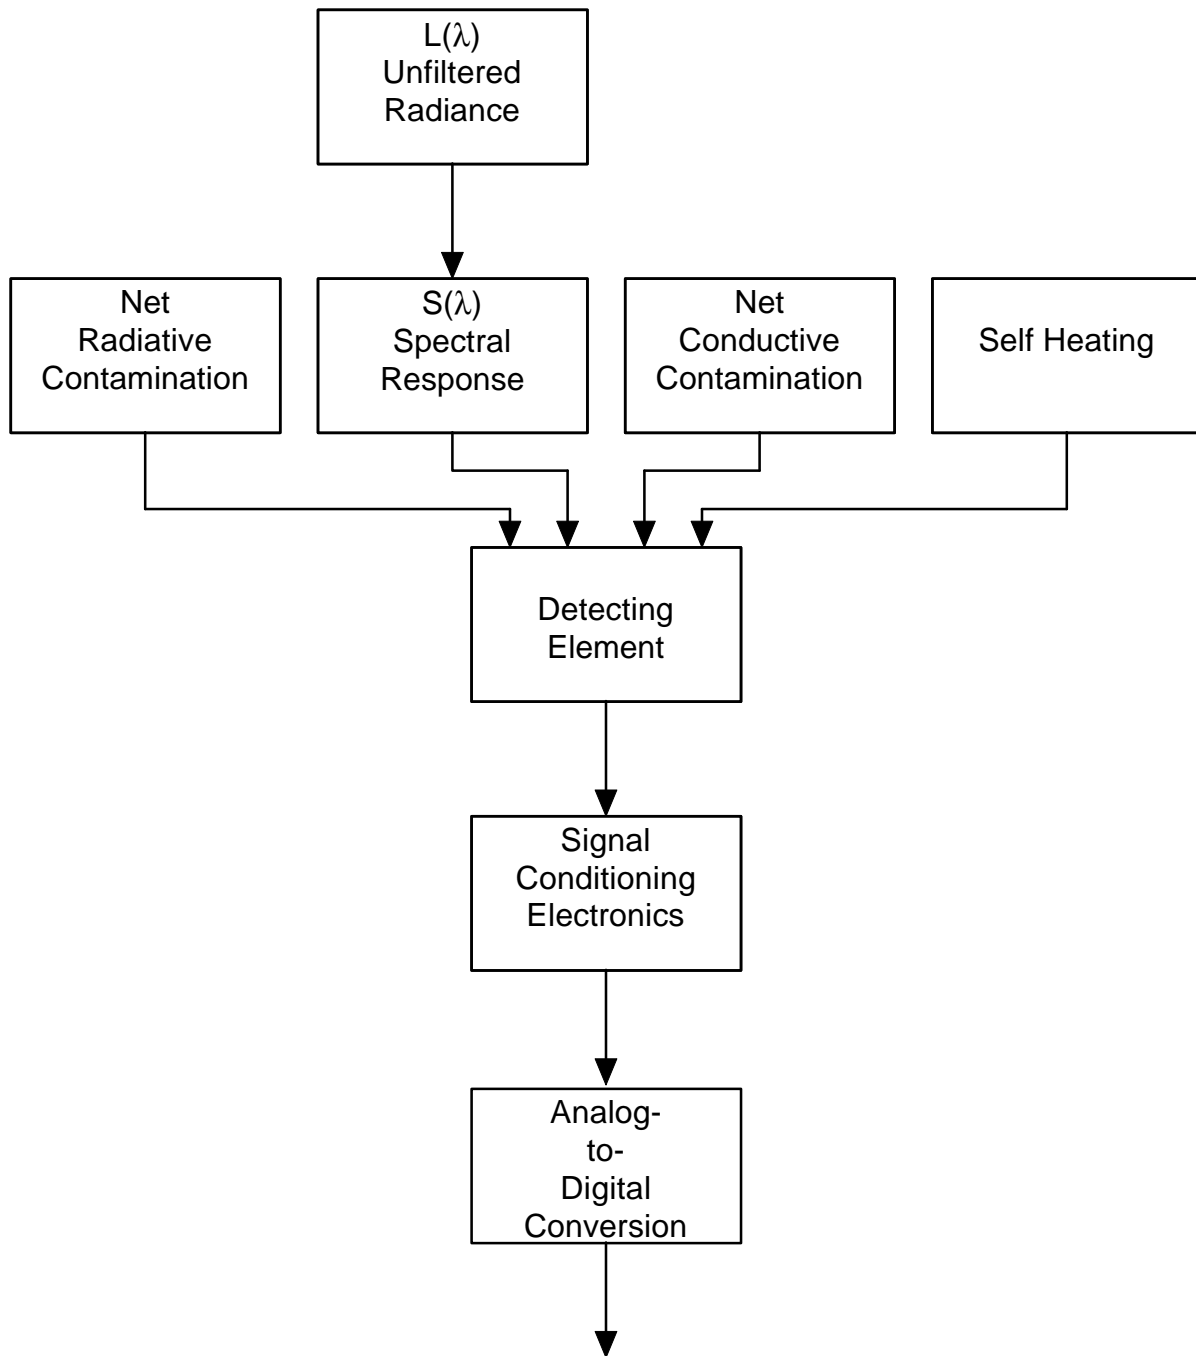 L(λ)
Unfiltered
Radiance
Net
Radiative
Contamination
S(λ)
Spectral
Response
Net
Conductive
Contamination
Self Heating
Detecting
Element
Signal
Conditioning
Electronics
Analog-
to-
Digital
Conversion